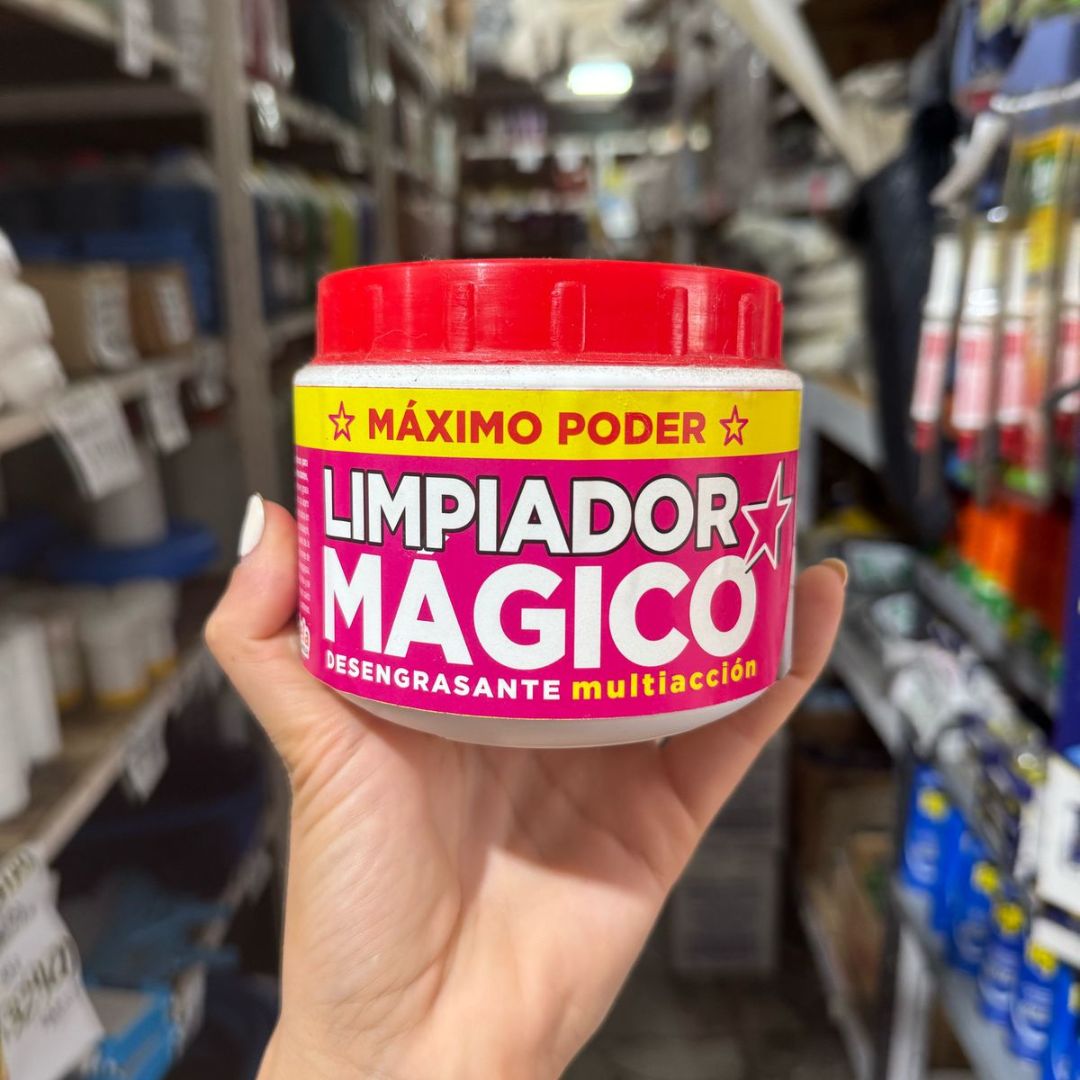 MÁXIMO PODER
LIMPIADOR
MÁGICO
DESENGRASANTE multiacción